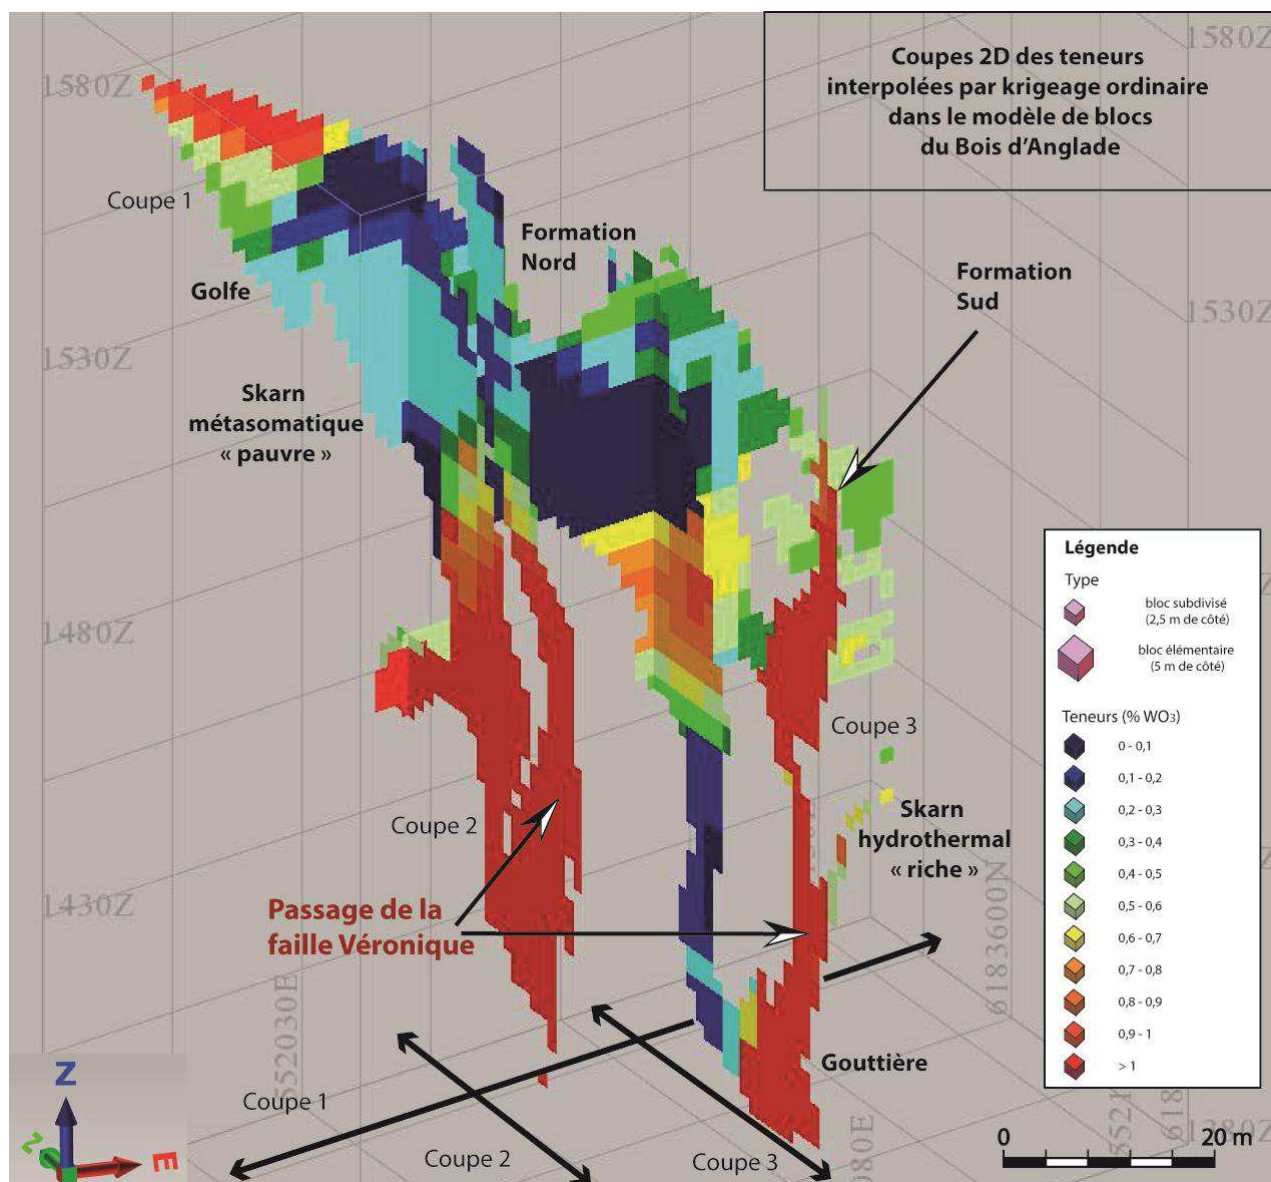 Coupes 2D des teneurs
interpolées par krigeage ordinaire
dans le modèle de blocs
du Bois d'Anglade
1580Z
1580Z
Coupe 1
Formation
Nord
Formation
Sud
Golfe
1530Z
1530Z
Skarn
métasomatique
« pauvre »
1480Z
Coupe 3
Coupe 2
Skarn
hydrothermal
« riche »
1430Z
Passage de la
faille Véronique
552030E
6183600N
Gouttière
Coupe 1
Coupe 2
Coupe 3
080E
5521
618
Légende
Type
bloc subdivisé
(2,5 m de côté)
bloc élémentaire
(5 m de côté)
Teneurs (% WO3)
0 - 0,1
0,1 - 0,2
0,2 - 0,3
0,3 - 0,4
0,4 - 0,5
0,5 - 0,6
0,6 - 0,7
0,7 - 0,8
0,8 - 0,9
0,9 - 1
> 1
0 20 m
Z
N
E